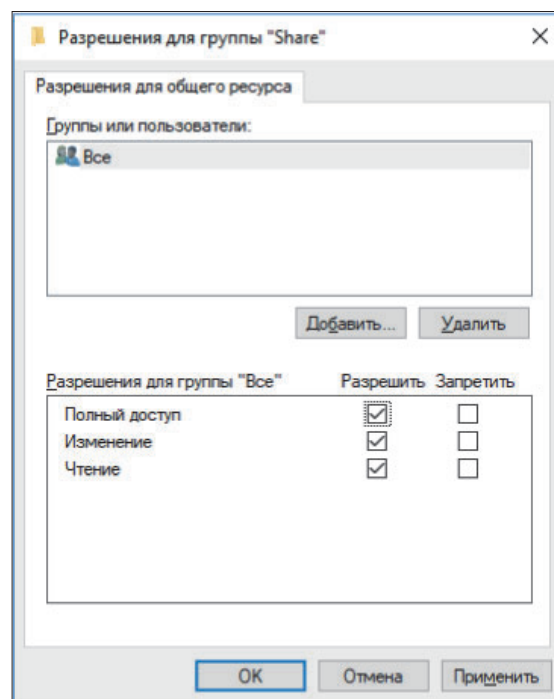 Разрешения для группы "Share"
Разрешения для общего ресурса
Группы или пользователи:
Все
Добавить... Удалить
Разрешения для группы "Все" Разрешить Запретить
Полный доступ
Изменение
Чтение
OK Отмена Применить